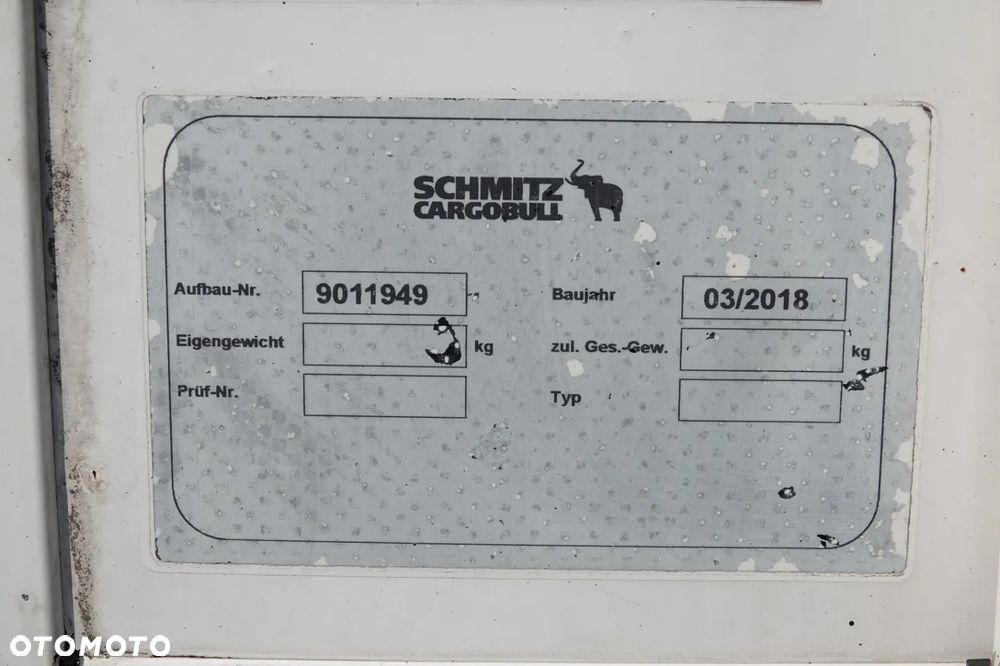 SCHMITZ
CARGOBULL
Aufbau-Nr. 9011949 Baujahr 03/2018
Eigengewicht kg zul. Ges.-Gew. kg
Prüf-Nr. Typ
OTOMOTO